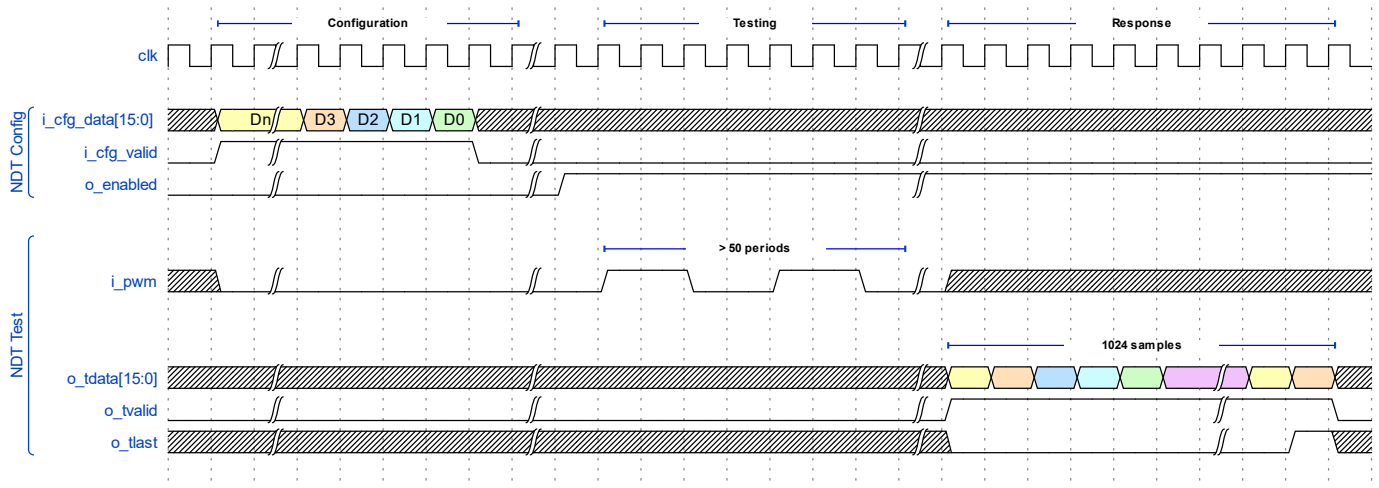 Configuration Testing Response
clk
NDT Config
i_cfg_data[15:0] Dn D3 D2 D1 D0
i_cfg_valid
o_enabled
> 50 periods
NDT Test
i_pwm
1024 samples
o_tdata[15:0]
o_tvalid
o_tlast